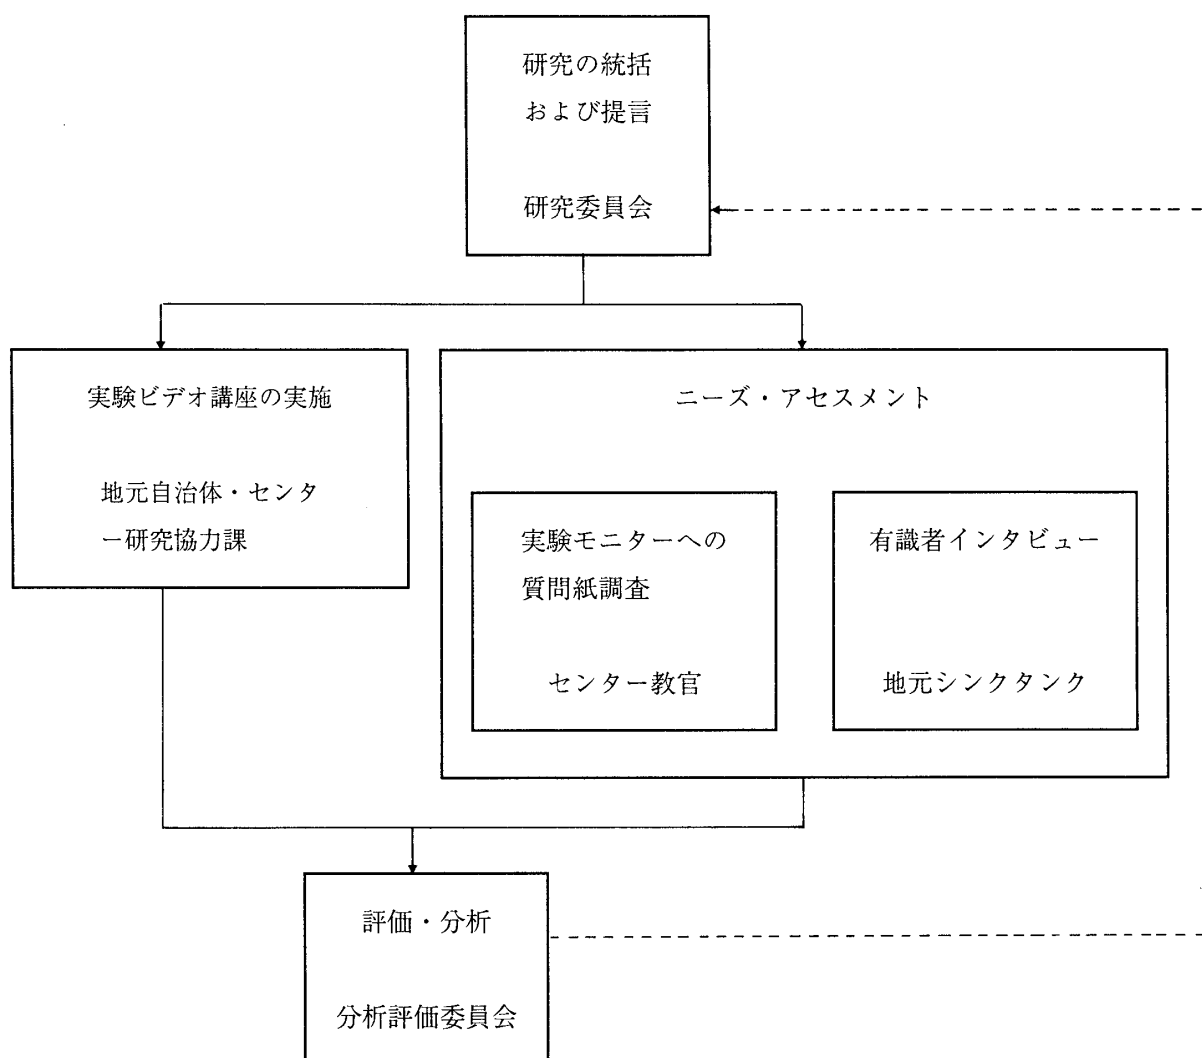 研究の統括
および提言
研究委員会
実験ビデオ講座の実施
地元自治体・センタ
ー研究協力課
ニーズ・アセスメント
実験モニターへの
質問紙調査
センター教官
有識者インタビュー
地元シンクタンク
評価・分析
分析評価委員会